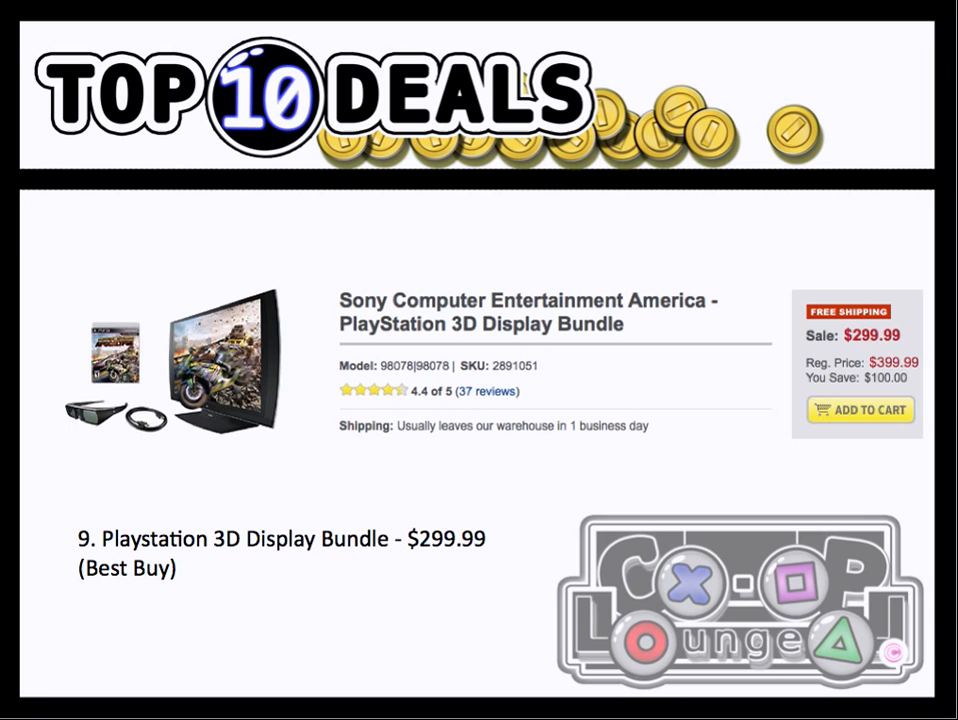 TOP 10 DEALS
Sony Computer Entertainment America -
PlayStation 3D Display Bundle
Model: 98078|98078 | SKU: 2891051
4.4 of 5 (37 reviews)
Shipping: Usually leaves our warehouse in 1 business day
FREE SHIPPING
Sale: $299.99
Reg. Price: $399.99
You Save: $100.00
ADD TO CART
9. Playstation 3D Display Bundle - $299.99
(Best Buy)
CO-OP
LOUngE